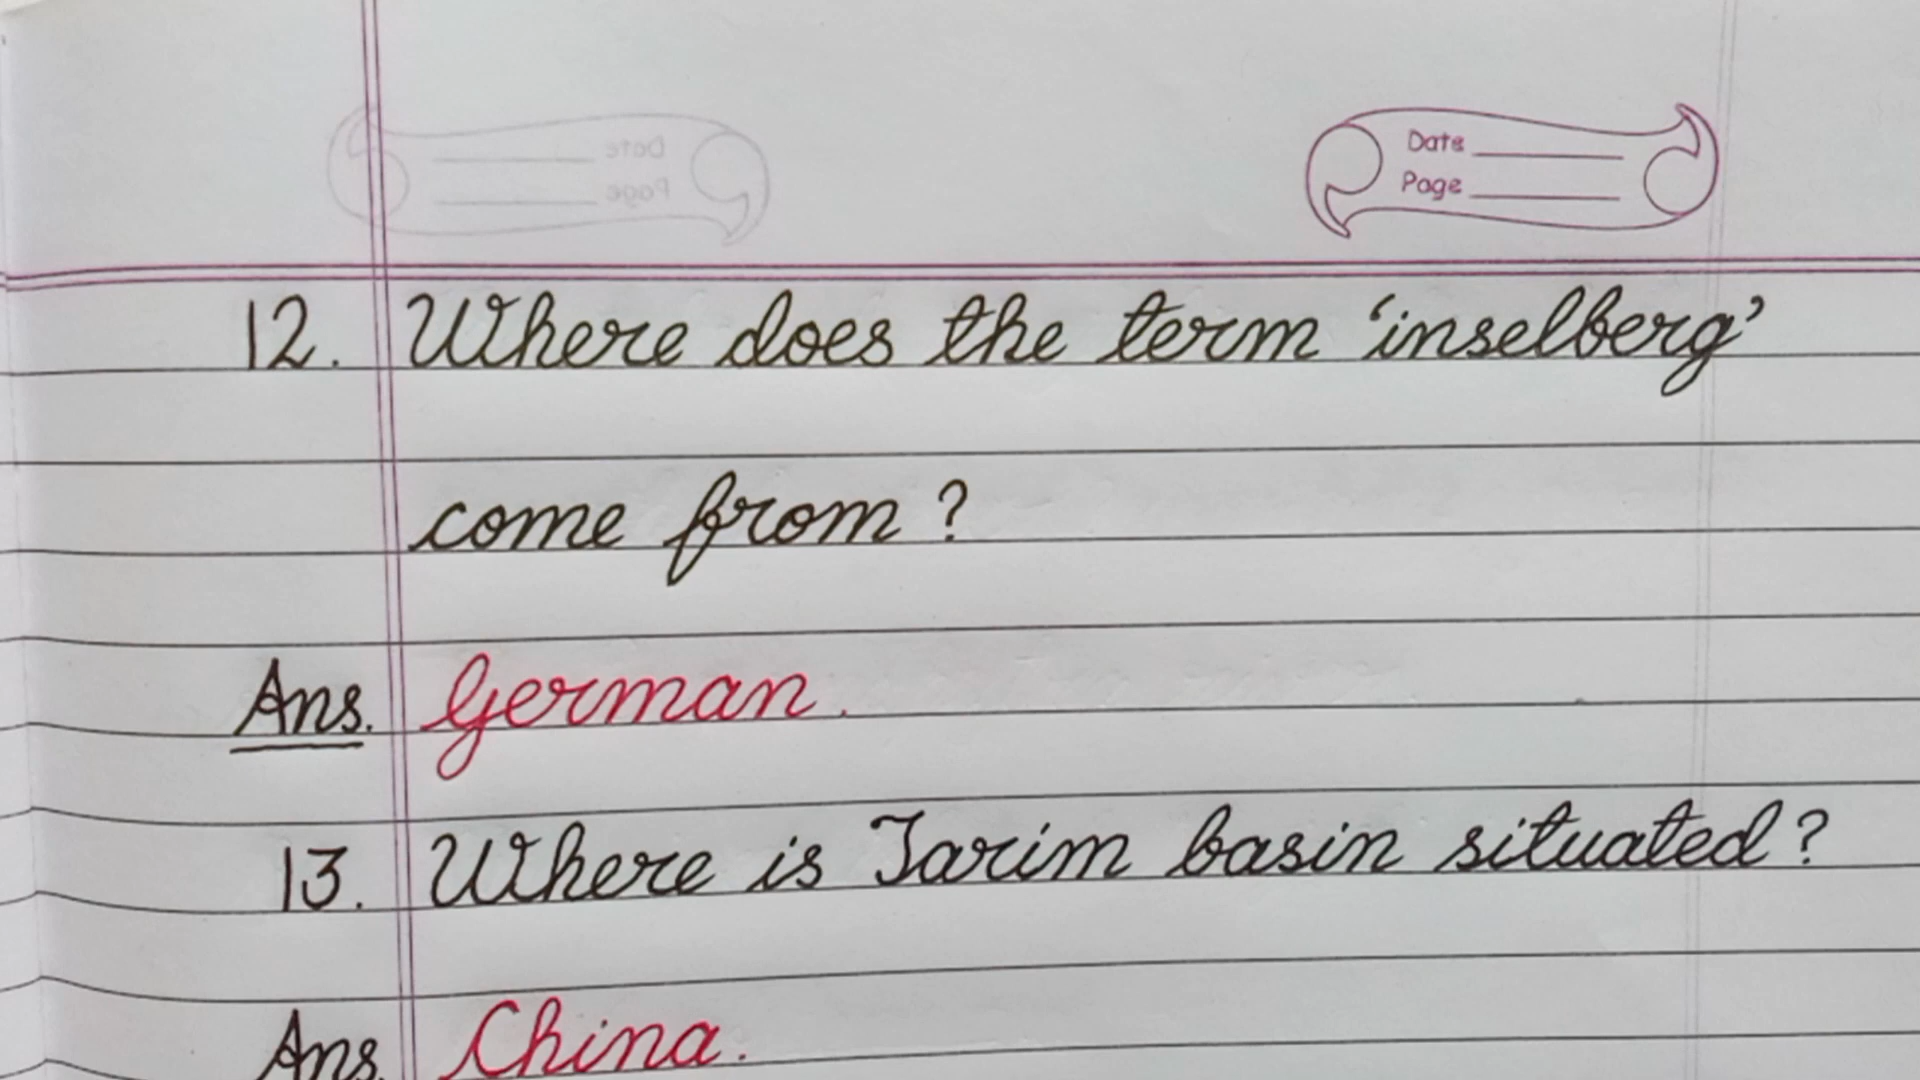 Date
Page
12. Where does the term ‘inselberg’
come from?
Ans. German.
13. Where is Tarim basin situated?
Ans. China.